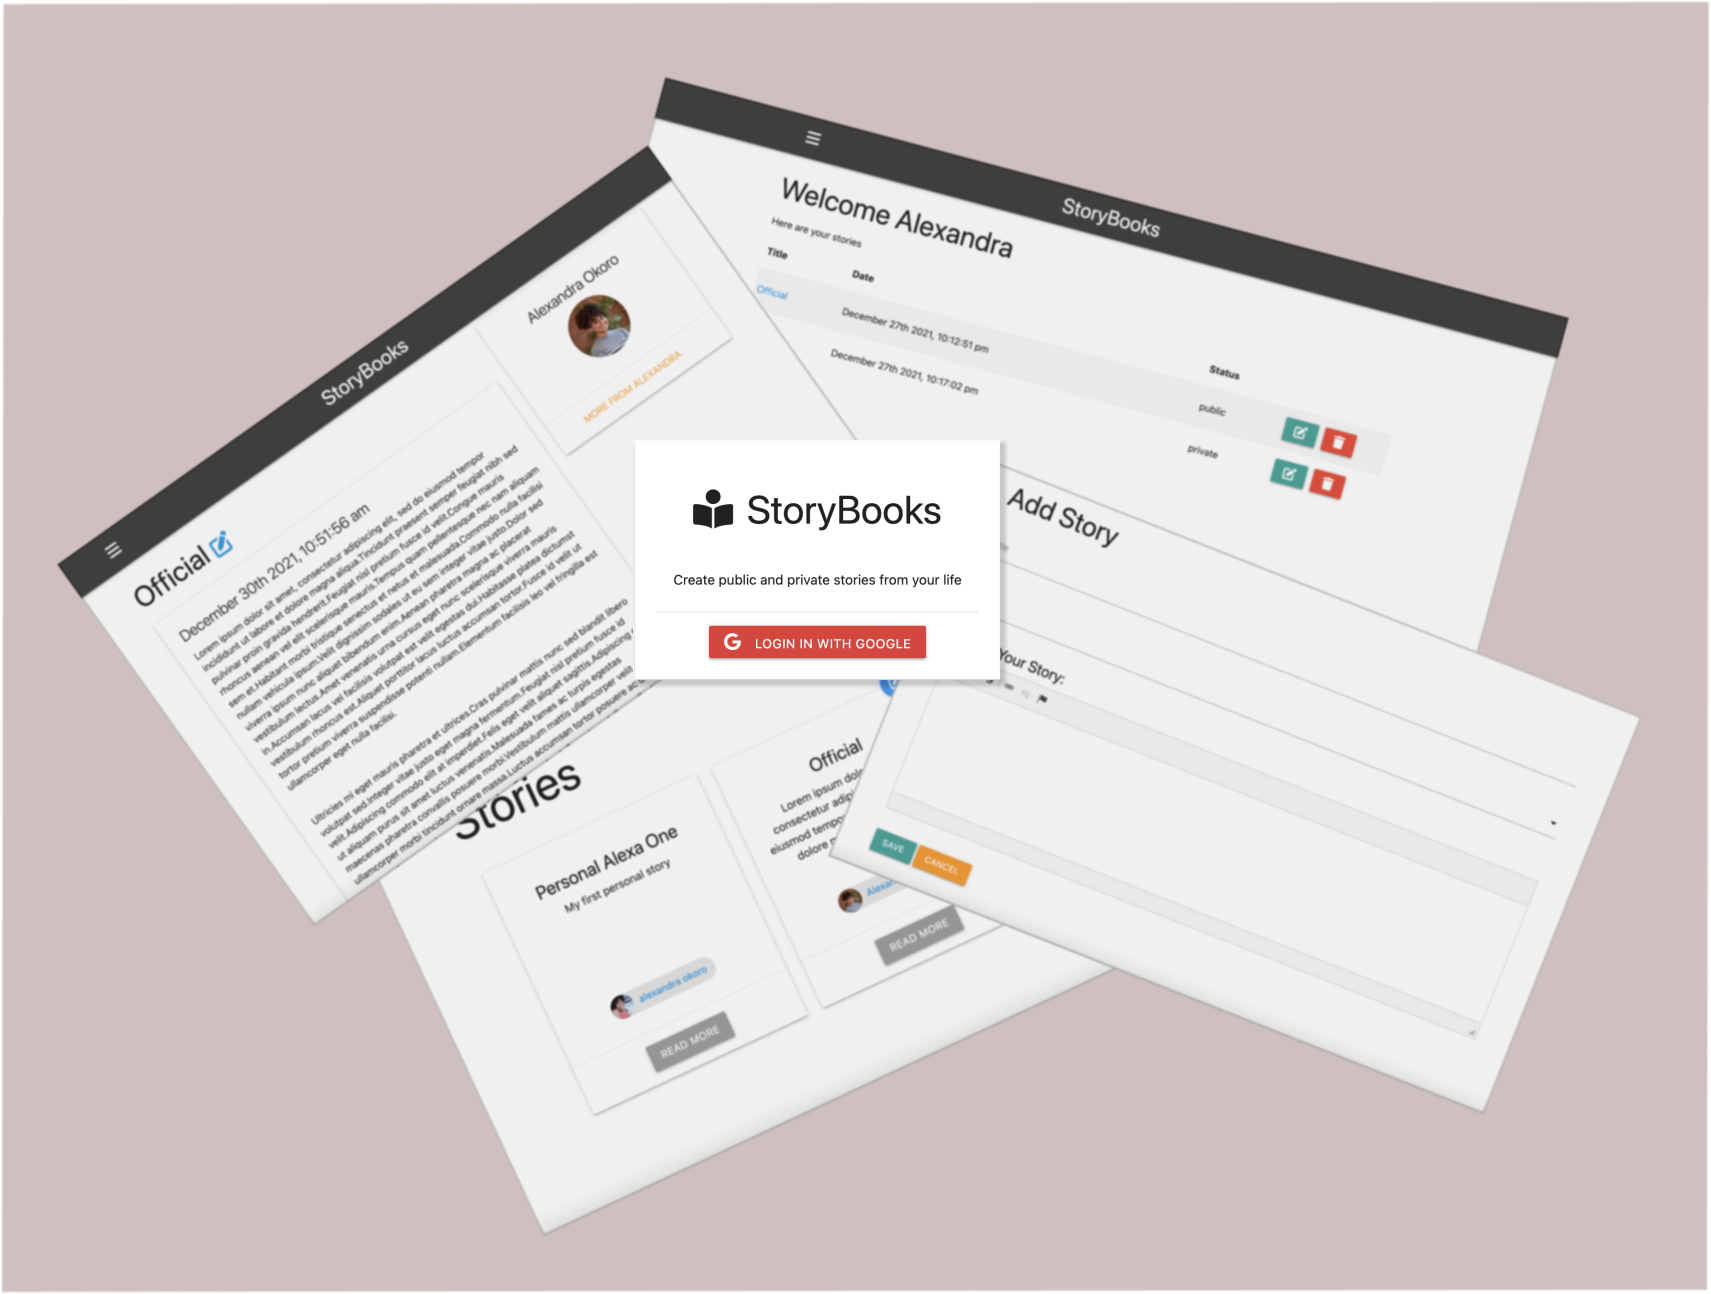 StoryBooks
Welcome Alexandra
Here are your stories
Title Date Status
Official December 27th 2021, 10:12:51 pm public
December 27th 2021, 10:17:02 pm private
StoryBooks
Alexandra Okoro
MORE FROM ALEXANDRA
Official
December 30th 2021, 10:51:56 am
Lorem ipsum dolor sit amet, consectetur adipiscing elit, sed do eiusmod tempor
incididunt ut labore et dolore magna aliqua.Tincidunt praesent semper feugiat nibh sed
pulvinar proin gravida hendrerit.Feugiat nisl pretium fusce id velit.Congue mauris
rhoncus aenean vel elit scelerisque mauris.Tempus quam pellentesque nec nam aliquam
sem et.Habitant morbi tristique senectus et netus et malesuada.Commodo nulla facilisi
nullam vehicula ipsum.Velit dignissim sodales ut eu sem integer vitae justo.Dolor sed
viverra ipsum nunc aliquet bibendum enim.Aenean pharetra magna ac placerat
vestibulum lectus.Amet venenatis urna cursus eget nunc scelerisque viverra mauris
in.Accumsan lacus vel facilisis volutpat est velit egestas dui.Habitasse platea dictumst
vestibulum rhoncus est.Aliquet porttitor lacus luctus accumsan tortor.Fusce id velit ut
tortor pretium viverra suspendisse potenti nullam.Elementum facilisis leo vel fringilla est
ullamcorper eget nulla facilisi.
Ultricies mi eget mauris pharetra et ultrices.Cras pulvinar mattis nunc sed blandit libero
volutpat sed.Integer vitae justo eget magna fermentum.Feugiat nisl pretium fusce id
velit.Adipiscing commodo elit at imperdiet.Felis eget velit aliquet sagittis.Adipiscing
ut aliquam purus sit amet luctus venenatis.Malesuada fames ac turpis egestas
maecenas pharetra convallis posuere morbi.Vestibulum mattis ullamcorper velit
ullamcorper morbi tincidunt ornare massa.Luctus accumsan tortor posuere ac
StoryBooks
Create public and private stories from your life
LOGIN IN WITH GOOGLE
Add Story
Your Story:
SAVE
CANCEL
Stories
Personal Alexa One
My first personal story
alexandra okoro
READ MORE
Official
Lorem ipsum
consectetur
eiusmod
dolore
READ MORE